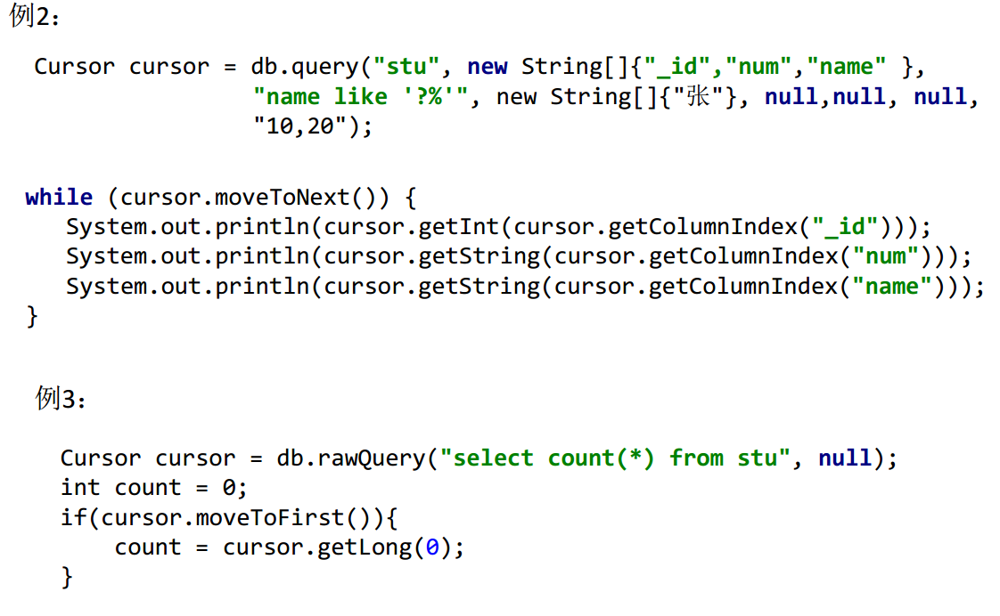 例2：
Cursor cursor = db.query("stu", new String[]{"_id","num","name" },
"name like '?%'", new String[]{"张"}, null,null, null,
"10,20");
while (cursor.moveToNext()) {
System.out.println(cursor.getInt(cursor.getColumnIndex("_id")));
System.out.println(cursor.getString(cursor.getColumnIndex("num")));
System.out.println(cursor.getString(cursor.getColumnIndex("name")));
}
例3：
Cursor cursor = db.rawQuery("select count(*) from stu", null);
int count = 0;
if(cursor.moveToFirst()){
count = cursor.getLong(0);
}